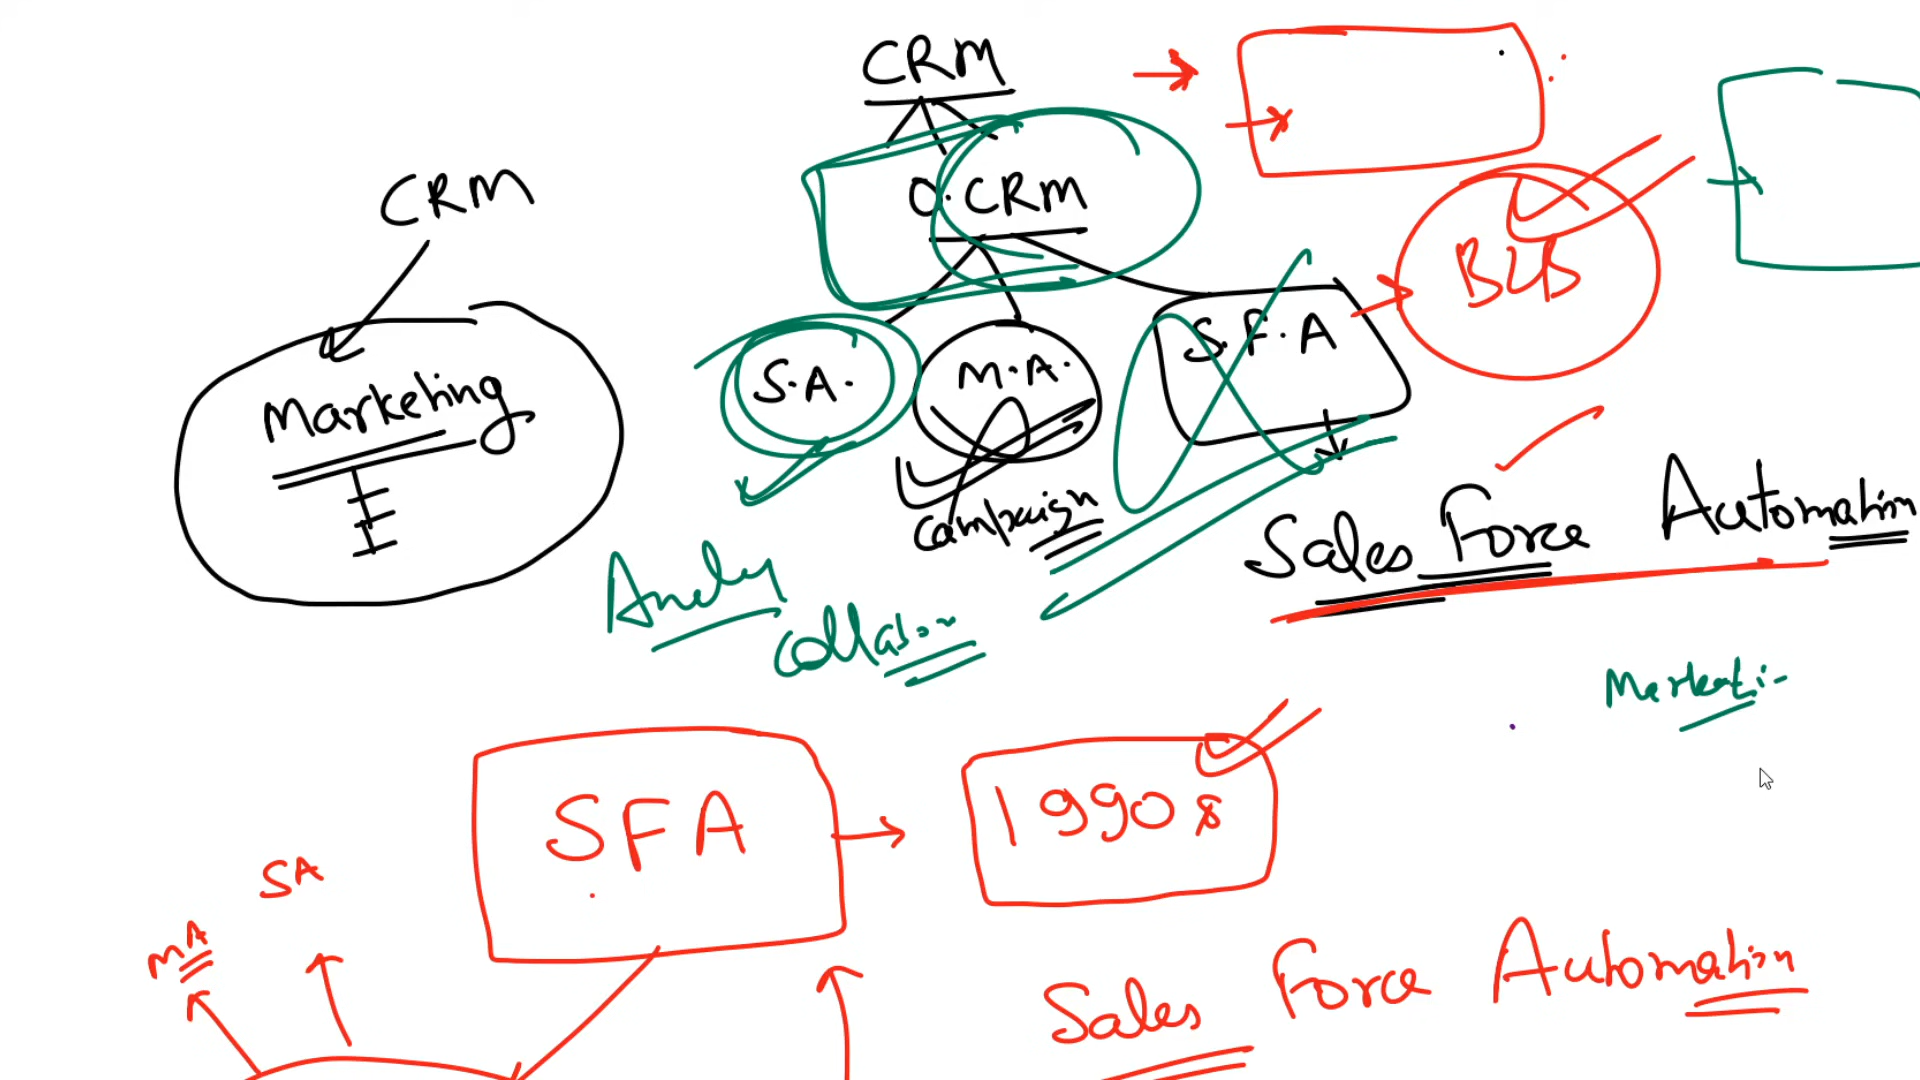 CRM
CRM
O. CRM
Marketing
S.A.
M.A.
S.F.A
B2B
Campaign
Sales Force Automation
SFA
1990s
SA
MA
Sales Force Automation